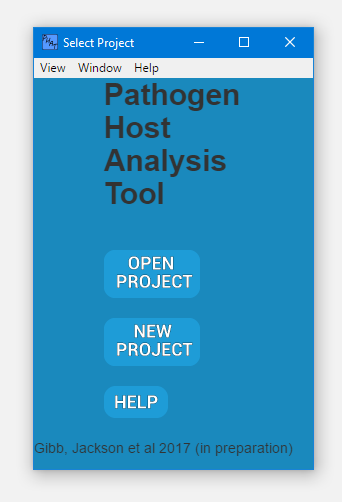 Select Project
View Window Help
Pathogen
Host
Analysis
Tool
OPEN
PROJECT
NEW
PROJECT
HELP
Gibb, Jackson et al 2017 (in preparation)